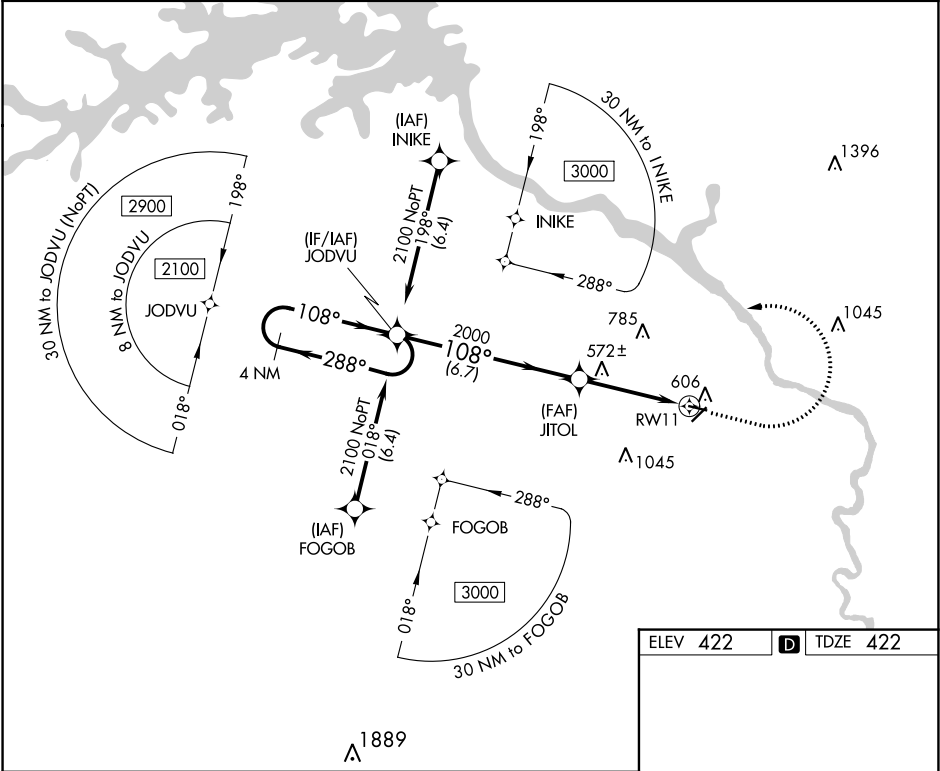 (IAF)
INIKE
2100 NoPT
198°
(6.4)
30 NM to INIKE
198°
3000
INIKE
288°
1396
30 NM to JODVU (NoPT)
2900
198°
8 NM to JODVU
2100
JODVU
018°
(IF/IAF)
JODVU
108°
288°
4 NM
2000
108°
(6.7)
785
572±
1045
606
(FAF)
JITOL
RW11
1045
2100 NoPT
018°
(6.4)
(IAF)
FOGOB
288°
FOGOB
018°
3000
30 NM to FOGOB
1889
ELEV 422 D TDZE 422